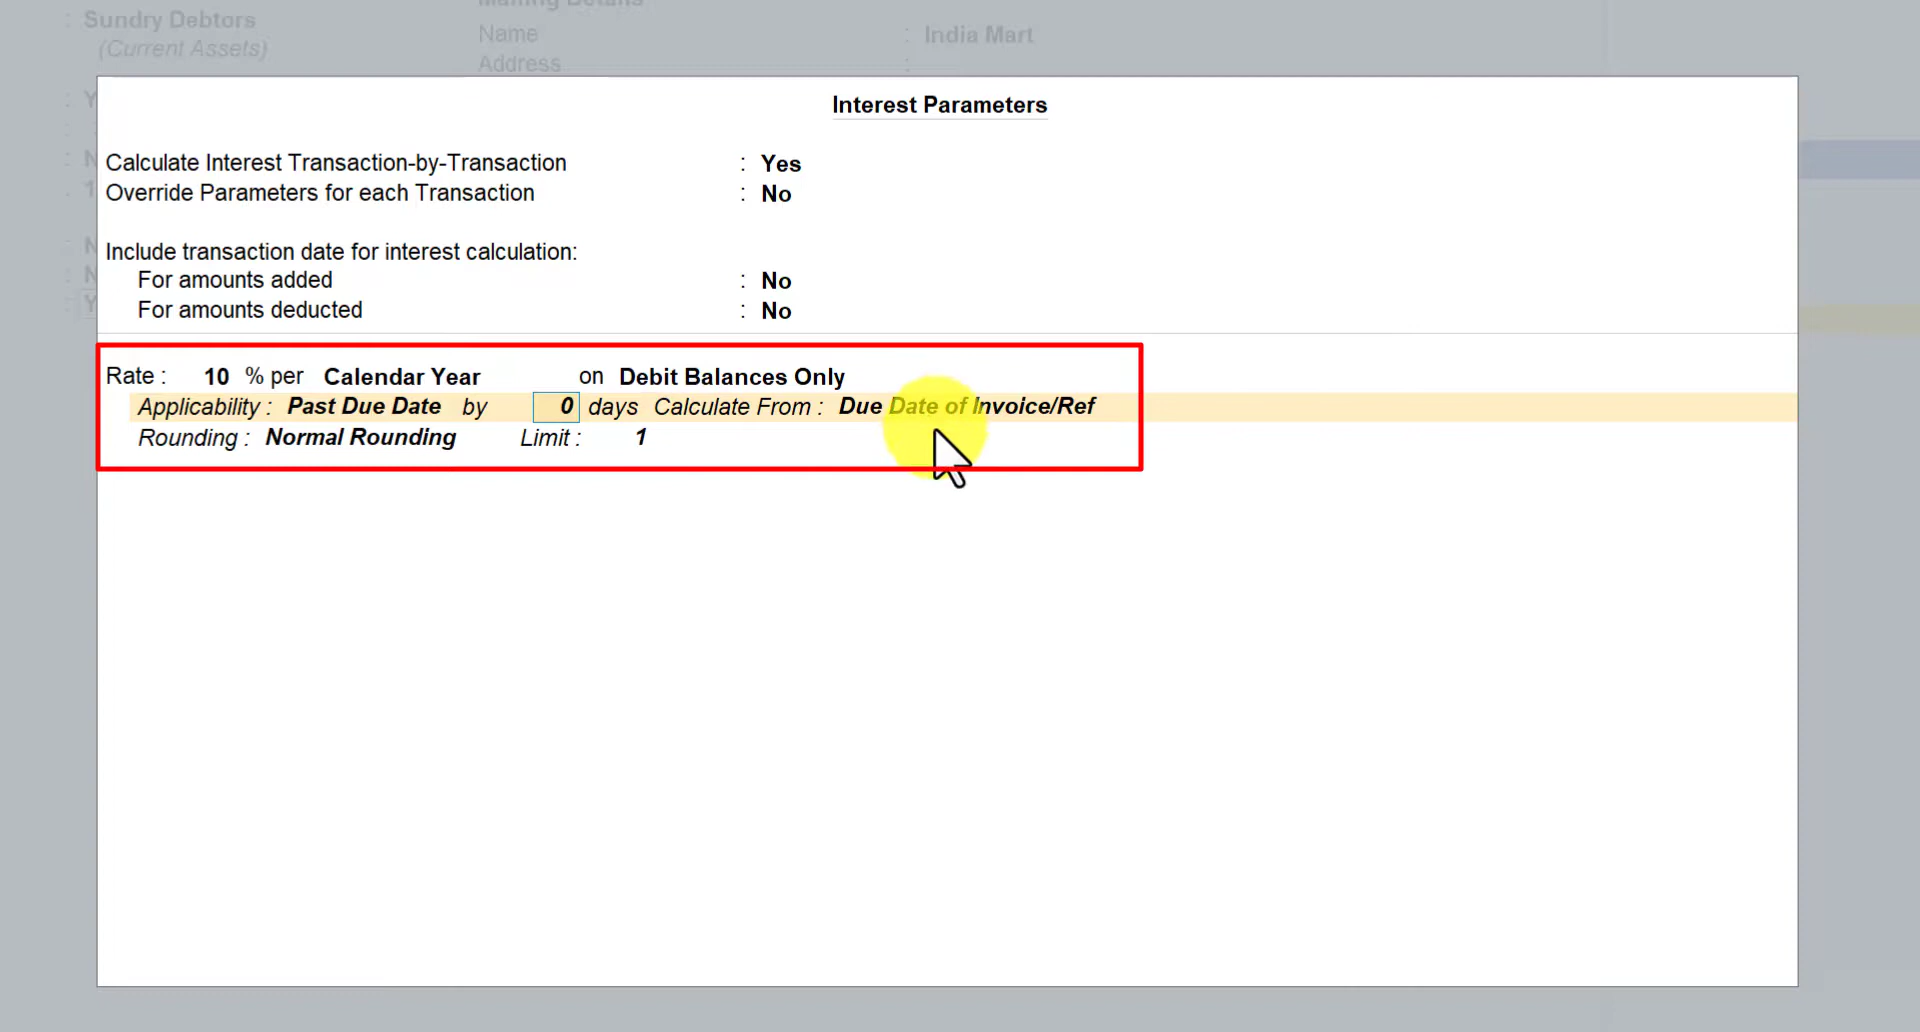 Mailing Details
: Sundry Debtors
(Current Assets)
Name : India Mart
Address :
Interest Parameters
Calculate Interest Transaction-by-Transaction : Yes
Override Parameters for each Transaction : No
Include transaction date for interest calculation:
For amounts added : No
For amounts deducted : No
Rate : 10 % per Calendar Year on Debit Balances Only
Applicability : Past Due Date by 0 days Calculate From : Due Date of Invoice/Ref
Rounding : Normal Rounding Limit : 1